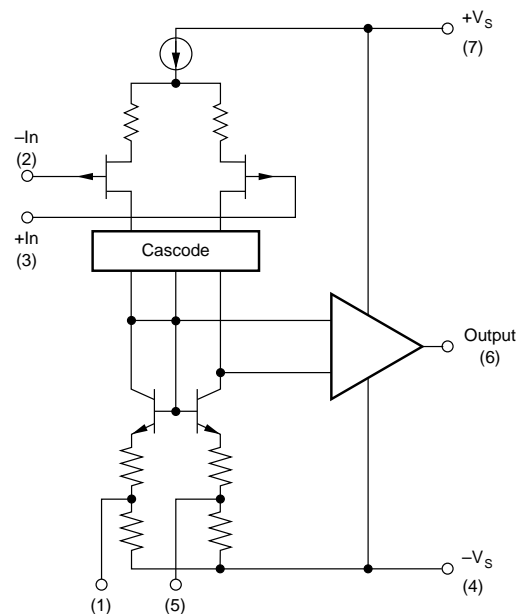 +VS
(7)
–In
(2)
+In
(3)
Cascode
Output
(6)
–VS
(4)
(1)
(5)